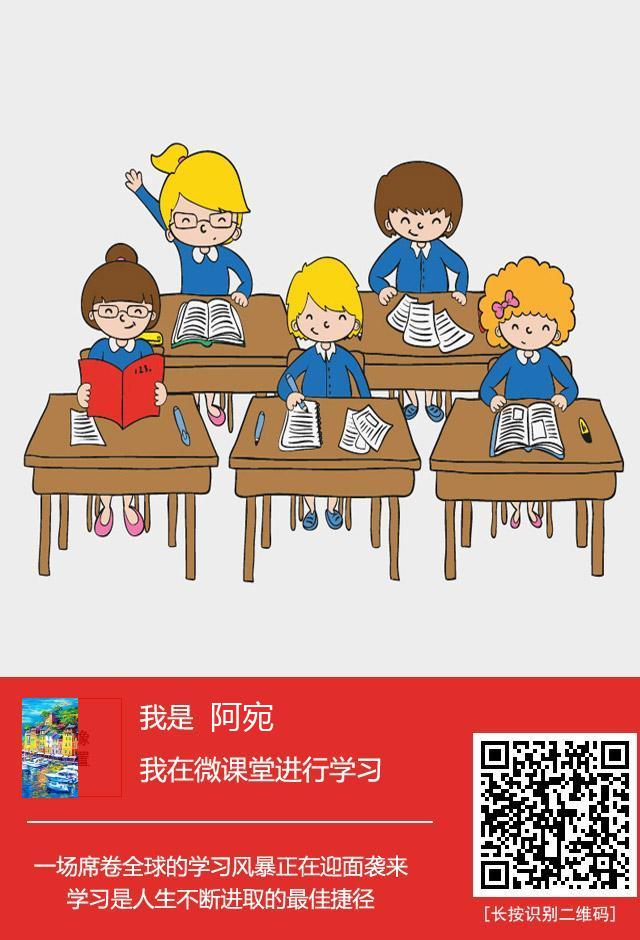 123.
我是 阿宛
我在微课堂进行学习
一场席卷全球的学习风暴正在迎面袭来
学习是人生不断进取的最佳捷径
[长按识别二维码]